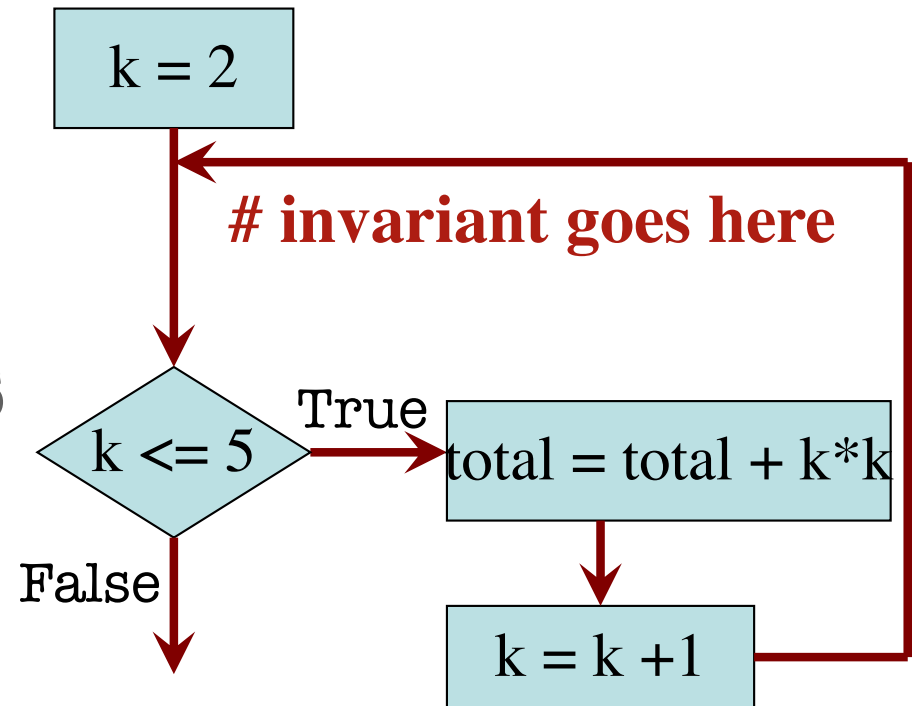 k = 2
# invariant goes here
True
k <= 5
total = total + k*k
False
k = k +1